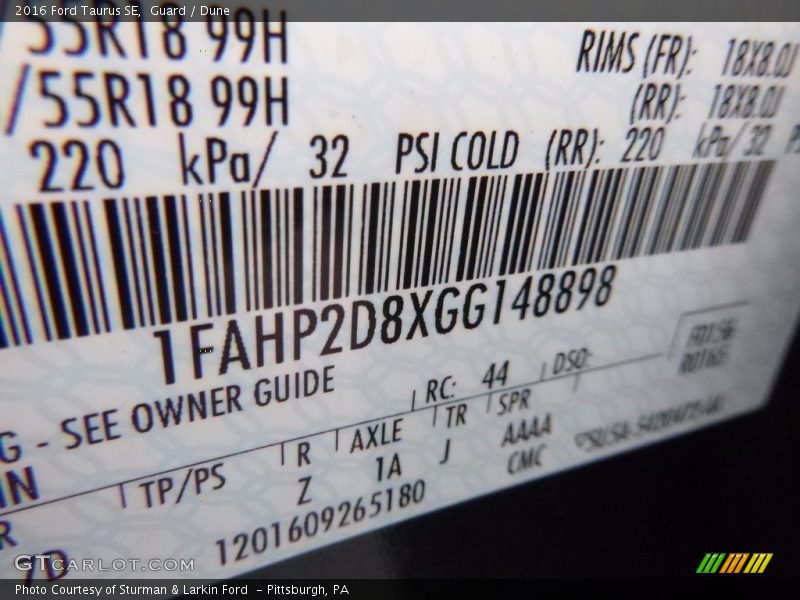 2016 Ford Taurus SE, Guard / Dune
/55R18 99H RIMS (FR): 18X8.0J
/55R18 99H (RR): 18X8.0J
220 kPa/ 32 PSI COLD (RR): 220 kPa/ 32 PS
1FAHP2D8XGG148898
G - SEE OWNER GUIDE RC: 44 DSO:
IN TP/PS R AXLE TR SPR
R Z 1A J AAAA
/D 1201609265180 CMC
GTCARLOT.COM
Photo Courtesy of Sturman & Larkin Ford - Pittsburgh, PA